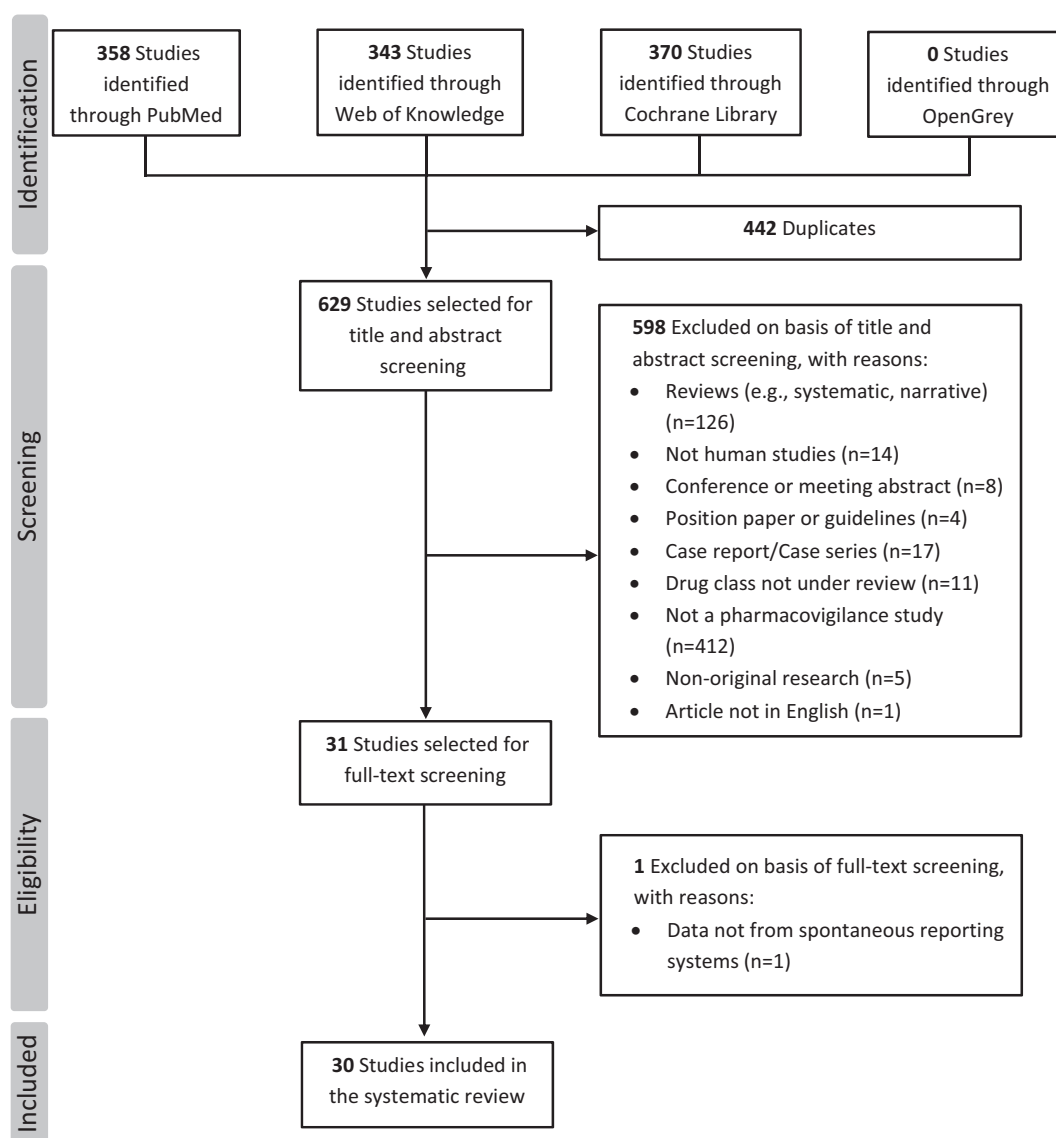 Identification
358 Studies
identified
through PubMed
343 Studies
identified through
Web of Knowledge
370 Studies
identified through
Cochrane Library
0 Studies
identified through
OpenGrey
442 Duplicates
Screening
629 Studies selected for
title and abstract
screening
598 Excluded on basis of title and
abstract screening, with reasons:
• Reviews (e.g., systematic, narrative)
(n=126)
• Not human studies (n=14)
• Conference or meeting abstract (n=8)
• Position paper or guidelines (n=4)
• Case report/Case series (n=17)
• Drug class not under review (n=11)
• Not a pharmacovigilance study
(n=412)
• Non-original research (n=5)
• Article not in English (n=1)
Eligibility
31 Studies selected for
full-text screening
1 Excluded on basis of full-text screening,
with reasons:
• Data not from spontaneous reporting
systems (n=1)
Included
30 Studies included in
the systematic review